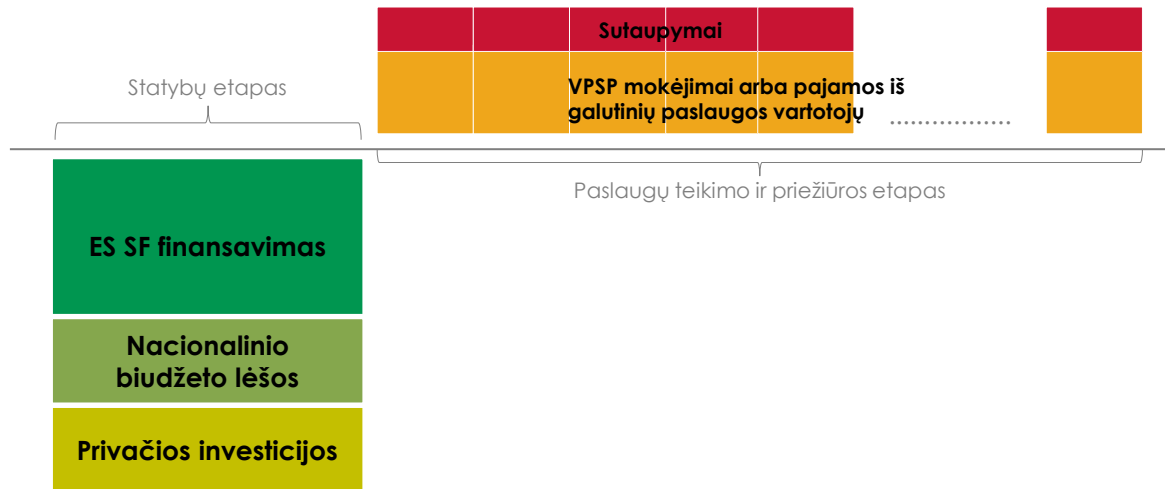 Sutaupymai
Statybų etapas
VPSP mokėjimai arba pajamos iš
galutinių paslaugos vartotojų
....................
Paslaugų teikimo ir priežiūros etapas
ES SF finansavimas
Nacionalinio
biudžeto lėšos
Privačios investicijos